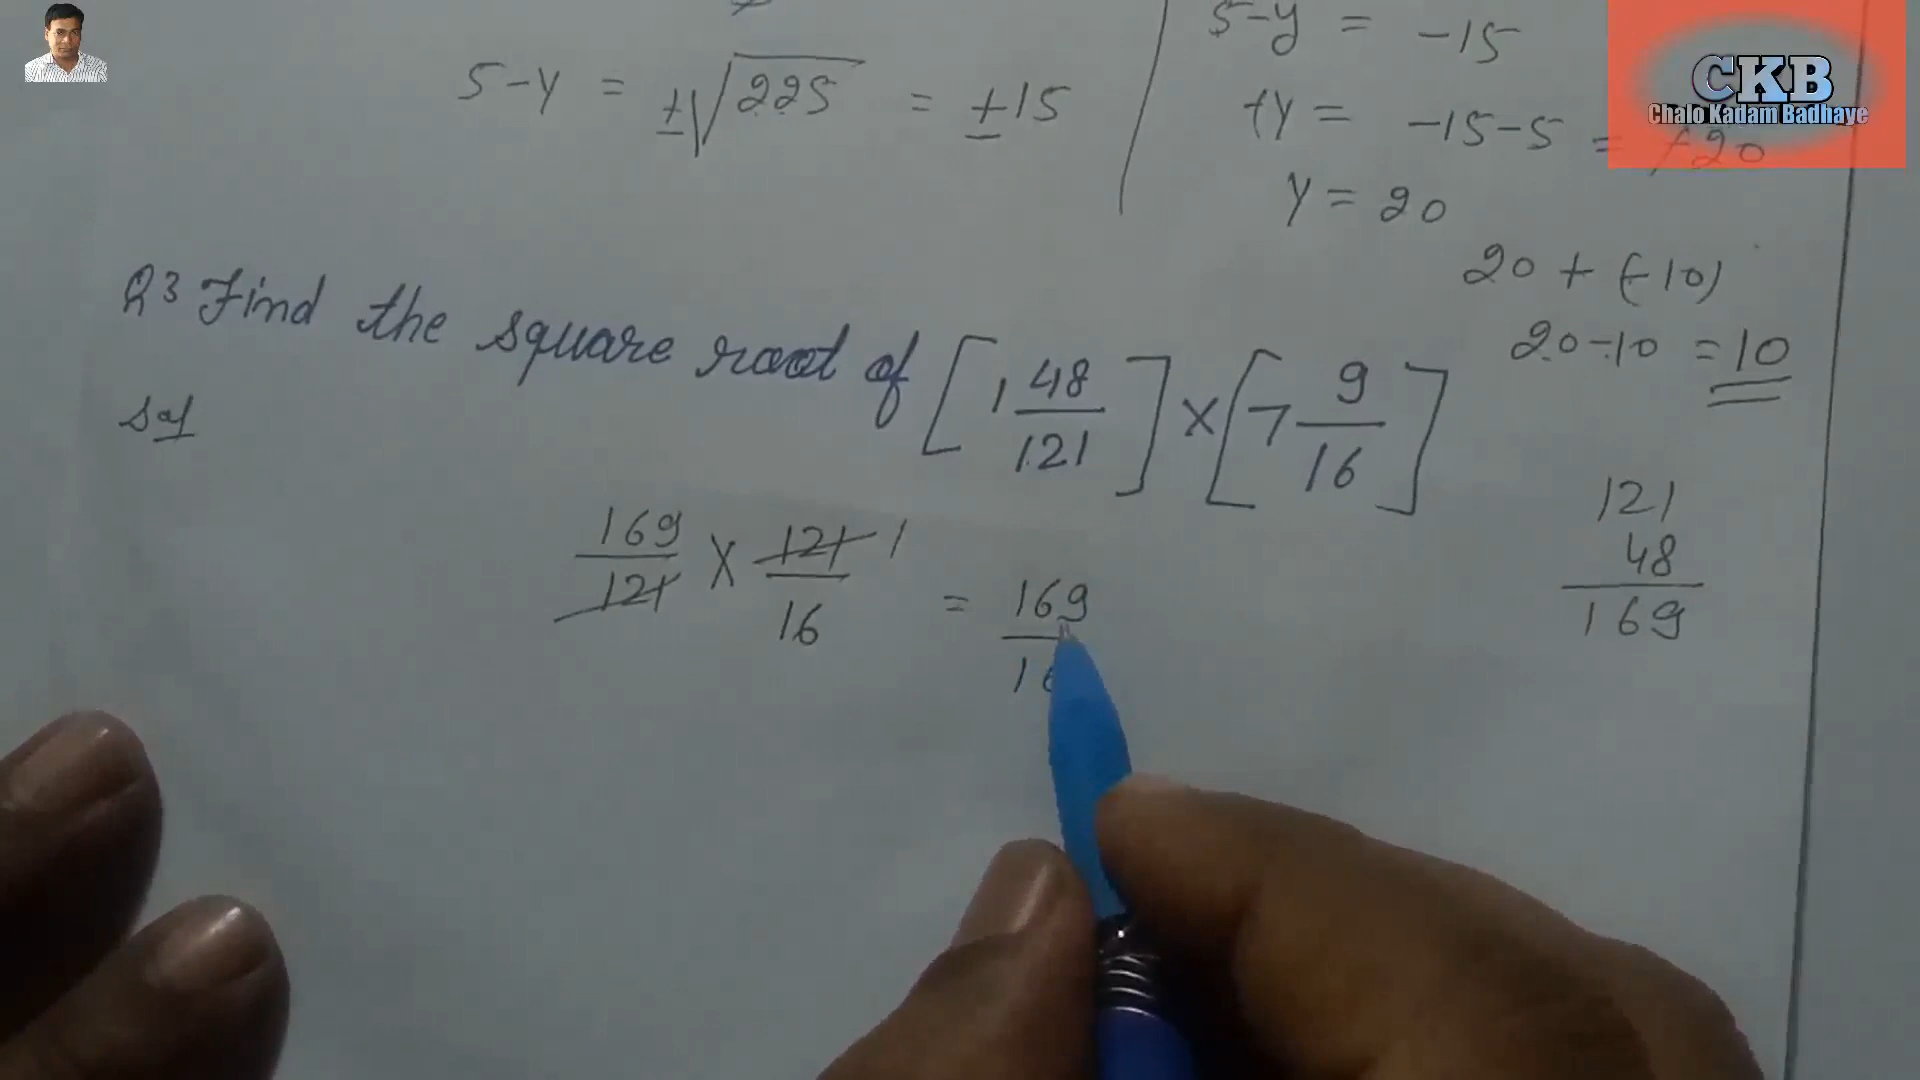 5-y = ±√225 = ±15
5-y = -15
+y = -15-5 = +20
y = 20
20 + (-10)
20-10 = 10
CKB
Chalo Kadam Badhaye
Q3 Find the square root of [1 48/121] × [7 9/16]
Sol
169/121 × 121/16 1 = 169/16
121
48
169